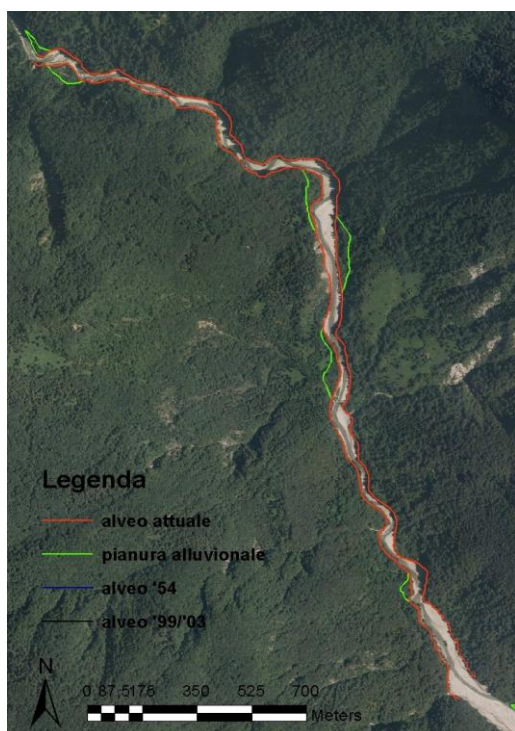 Legenda
alveo attuale
pianura alluvionale
alveo '54
alveo '99/'03
N
0 87,5175 350 525 700
Meters